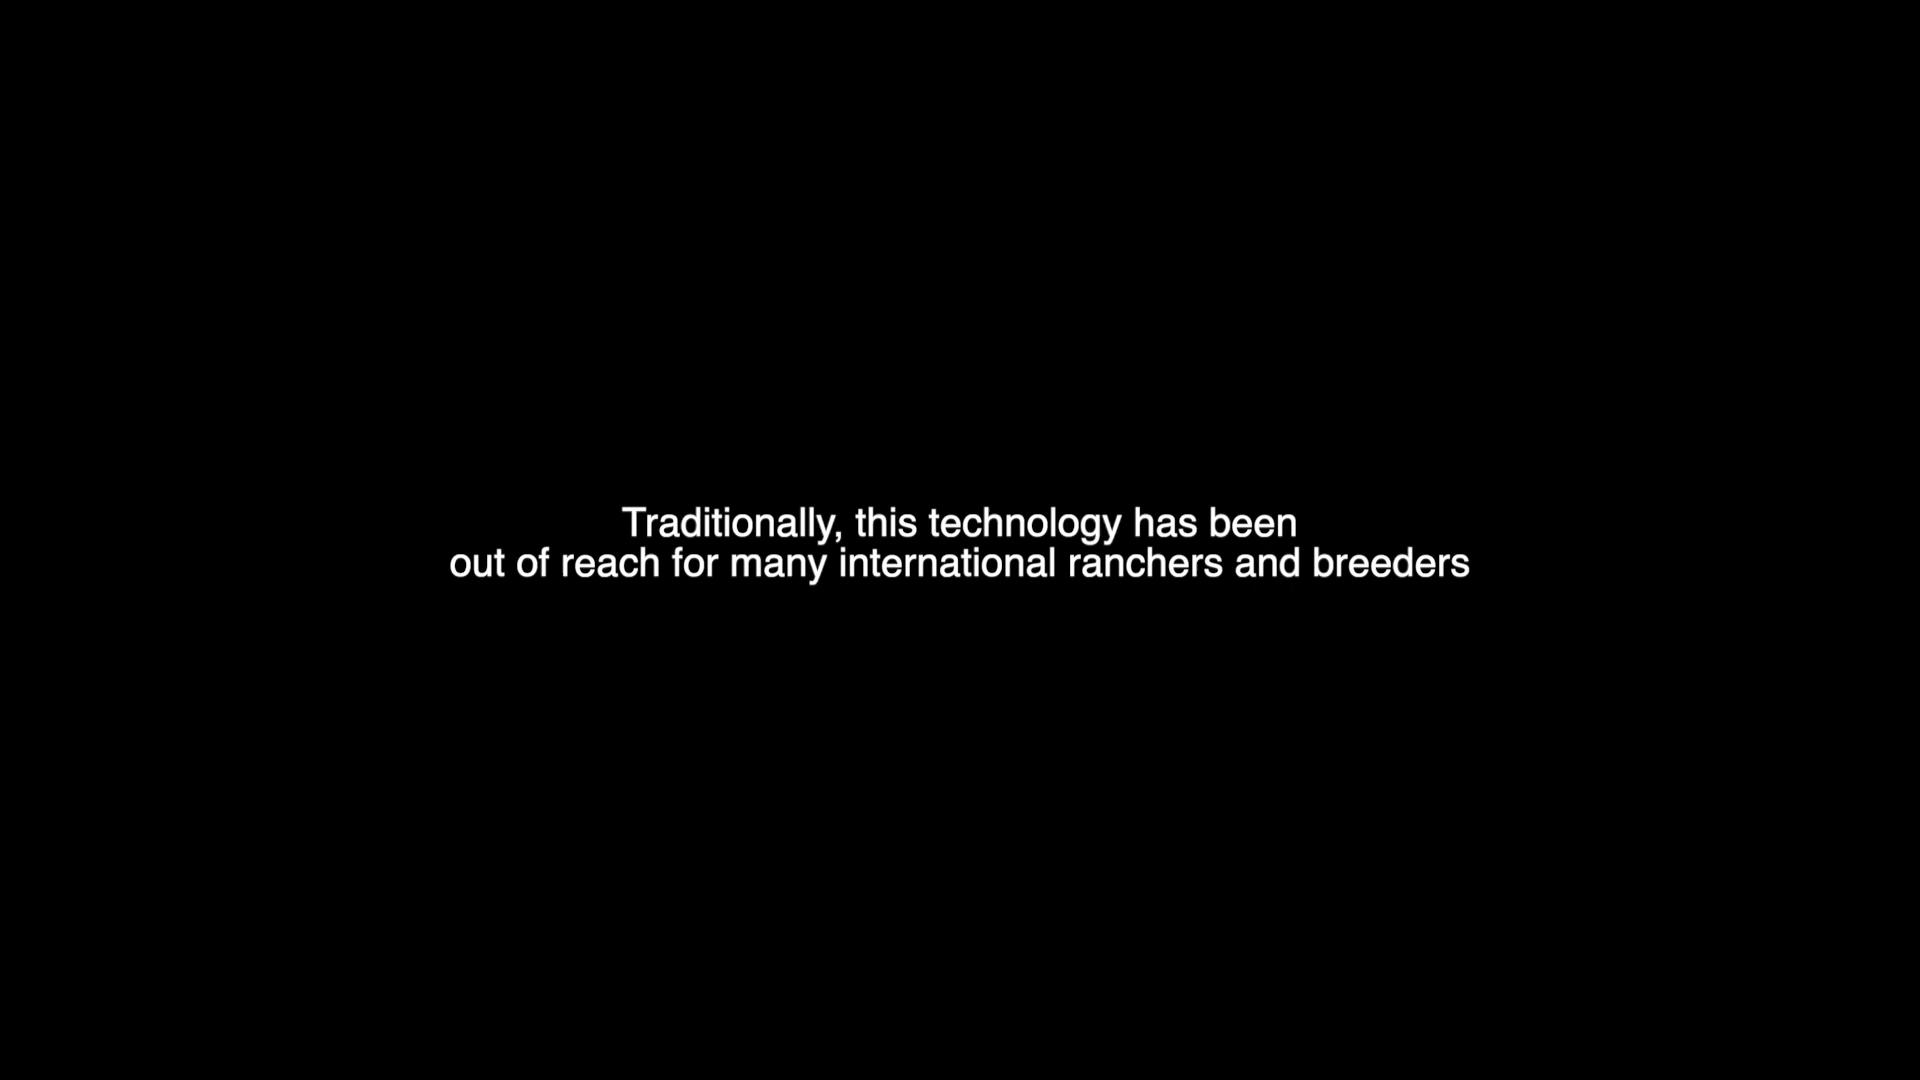 Traditionally, this technology has been
out of reach for many international ranchers and breeders